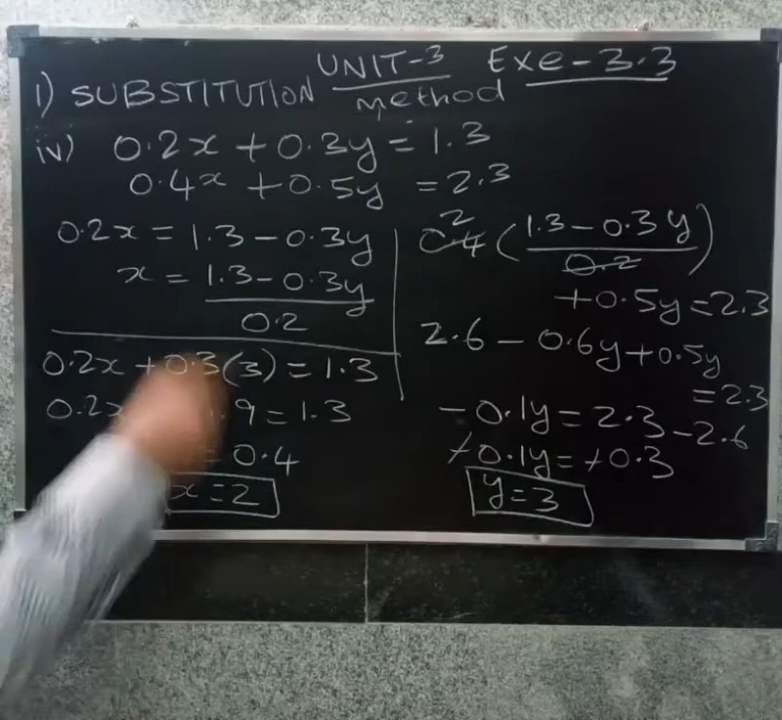 UNIT-3 Exe-3.3
1) SUBSTITUTION method
iv) 0.2x + 0.3y = 1.3
0.4x + 0.5y = 2.3
0.2x = 1.3 - 0.3y
x = 1.3 - 0.3y
0.2
0.2x + 0.3(3) = 1.3
0.2x .9 = 1.3
= 0.4
x = 2
2
0.4 (1.3 - 0.3y)
0.2
+0.5y = 2.3
2.6 - 0.6y + 0.5y
= 2.3
-0.1y = 2.3 - 2.6
-0.1y = -0.3
y = 3